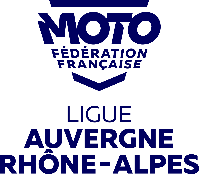 MOTO
FÉDÉRATION
FRANÇAISE
LIGUE
AUVERGNE
RHÔNE-ALPES